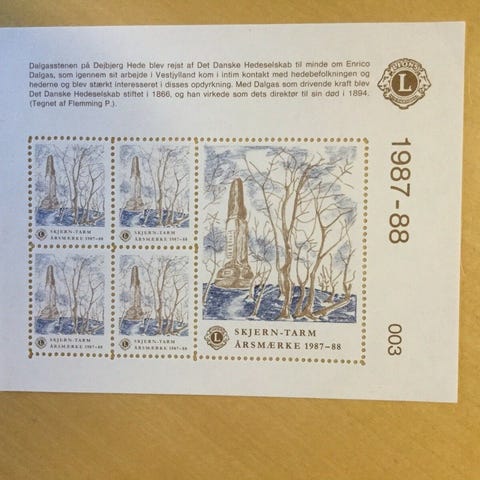 Dalgasstenen på Dejbjerg Hede blev rejst af Det Danske Hedeselskab til minde om Enrico
Dalgas, som igennem sit arbejde i Vestjylland kom i intim kontakt med hedebefolkningen og
hederne og blev stærkt interesseret i disses opdyrkning. Med Dalgas som drivende kraft blev
Det Danske Hedeselskab stiftet i 1866, og han virkede som dets direktør til sin død i 1894.
(Tegnet af Flemming P.).
LIONS
L
1987-88
003
SKJERN-TARM
ÅRSMÆRKE 1987-88
SKJERN-TARM
ÅRSMÆRKE 1987-88
SKJERN-TARM
ÅRSMÆRKE 1987-88
SKJERN-TARM
ÅRSMÆRKE 1987-88
L
SKJERN-TARM
ÅRSMÆRKE 1987-88